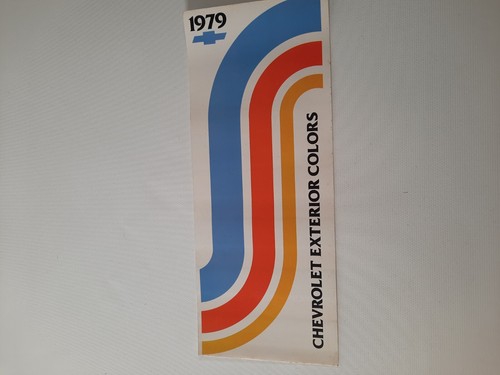 1979
CHEVROLET EXTERIOR COLORS